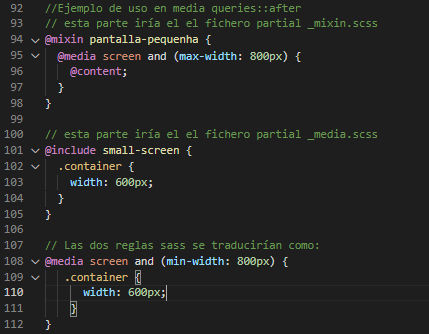 92 //Ejemplo de uso en media queries::after
93 // esta parte iría el el fichero partial _mixin.scss
94 @mixin pantalla-pequenha {
95 @media screen and (max-width: 800px) {
96 @content;
97 }
98 }
99
100 // esta parte iría el el fichero partial _media.scss
101 @include small-screen {
102 .container {
103 width: 600px;
104 }
105 }
106
107 // Las dos reglas sass se traducirían como:
108 @media screen and (min-width: 800px) {
109 .container {
110 width: 600px;
111 }
112 }